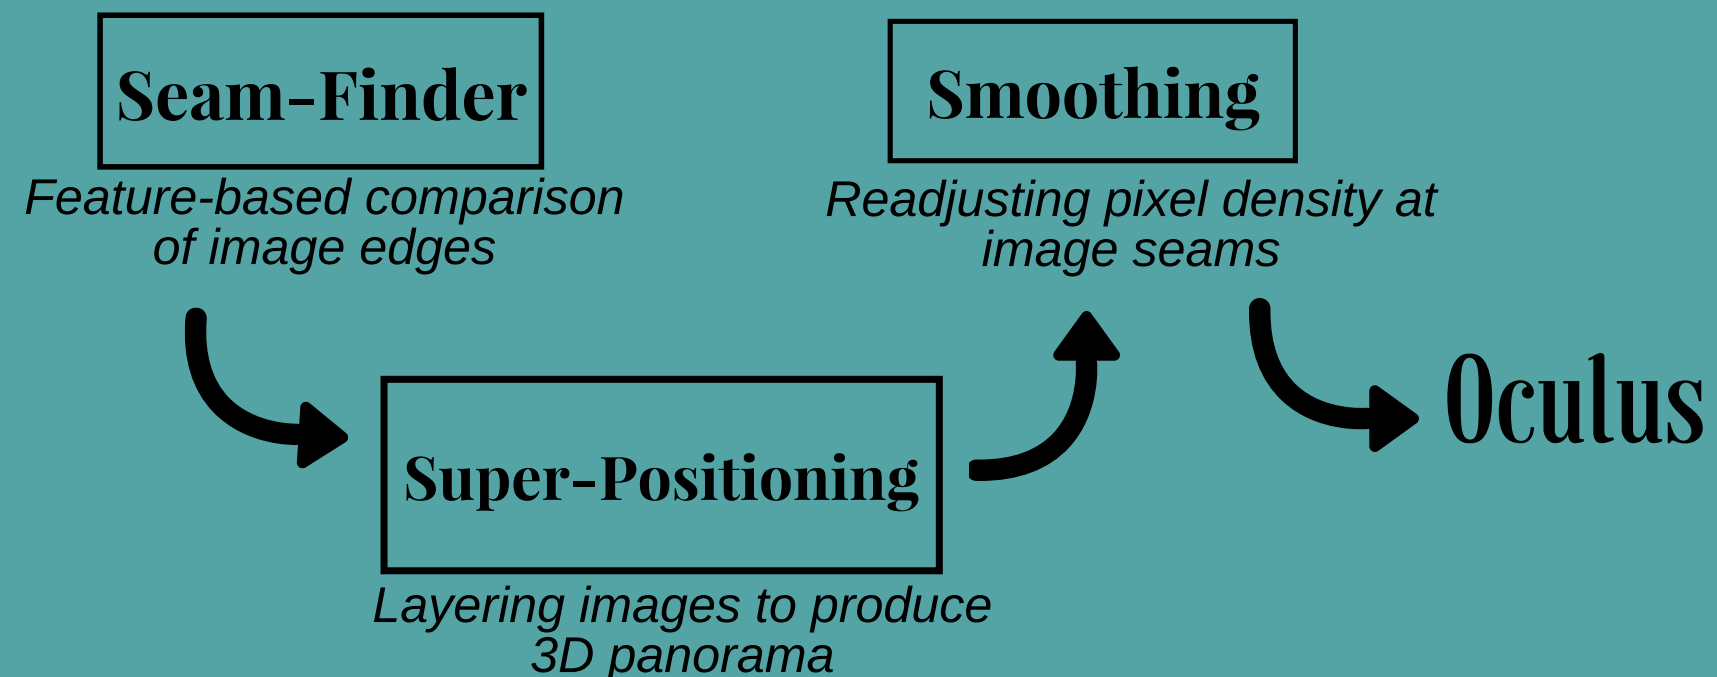 Seam-Finder
Feature-based comparison
of image edges
Super-Positioning
Layering images to produce
3D panorama
Smoothing
Readjusting pixel density at
image seams
Oculus